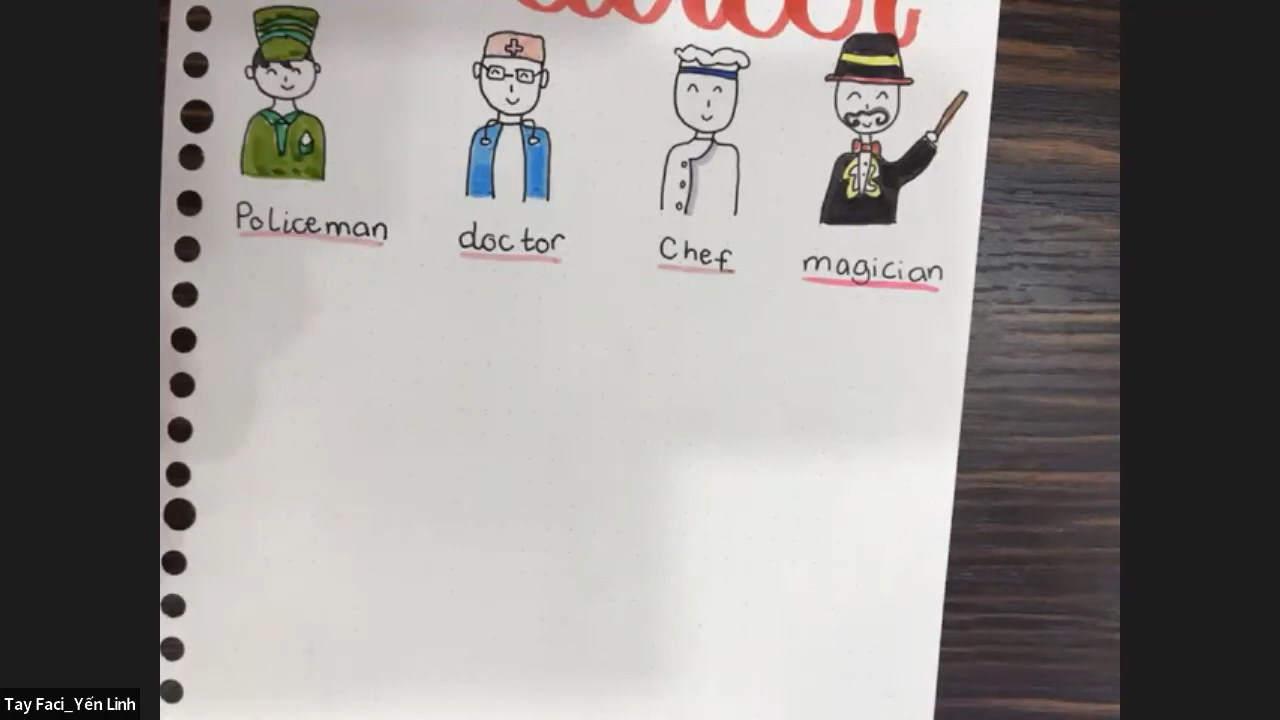 Policeman
doctor
Chef
magician
Tay Faci_Yến Linh